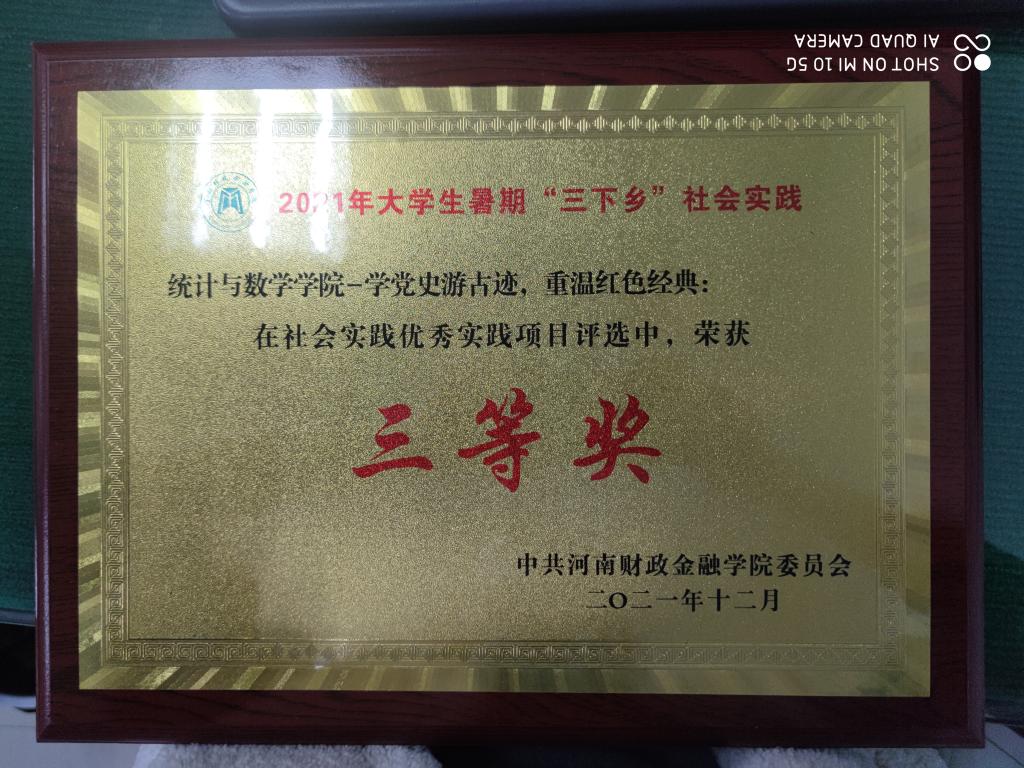 2021年大学生暑期“三下乡”社会实践
统计与数学学院-学党史游古迹，重温红色经典：
在社会实践优秀实践项目评选中，荣获
三等奖
中共河南财政金融学院委员会
二〇二一年十二月
SHOT ON MI 10 5G
AI QUAD CAMERA